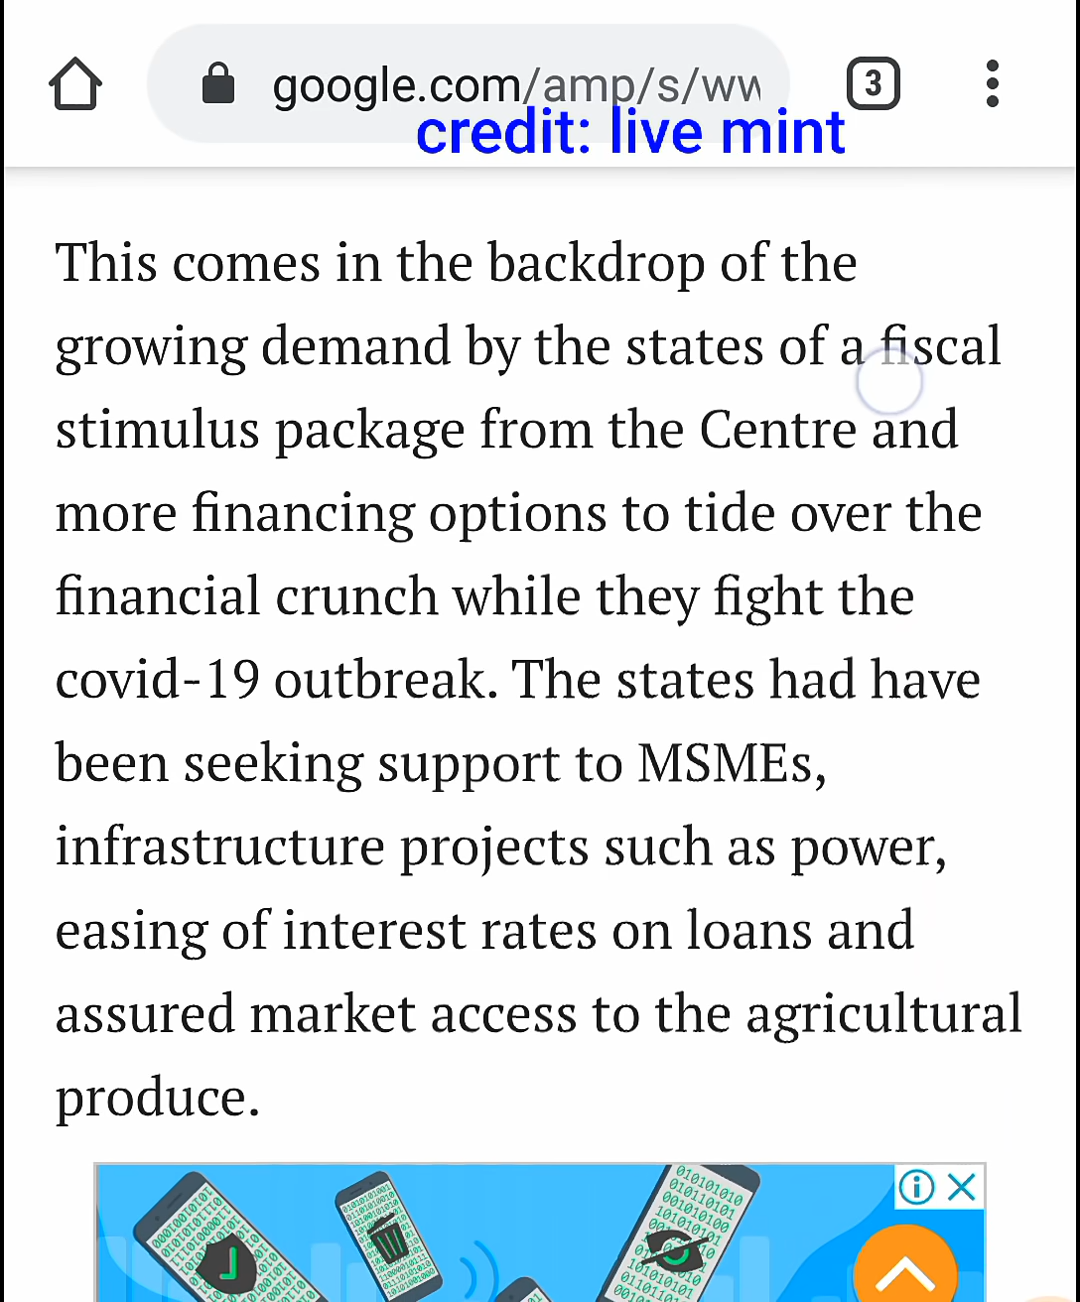 google.com/amp/s/ww
3
credit: live mint
This comes in the backdrop of the
growing demand by the states of a fiscal
stimulus package from the Centre and
more financing options to tide over the
financial crunch while they fight the
covid-19 outbreak. The states had have
been seeking support to MSMEs,
infrastructure projects such as power,
easing of interest rates on loans and
assured market access to the agricultural
produce.